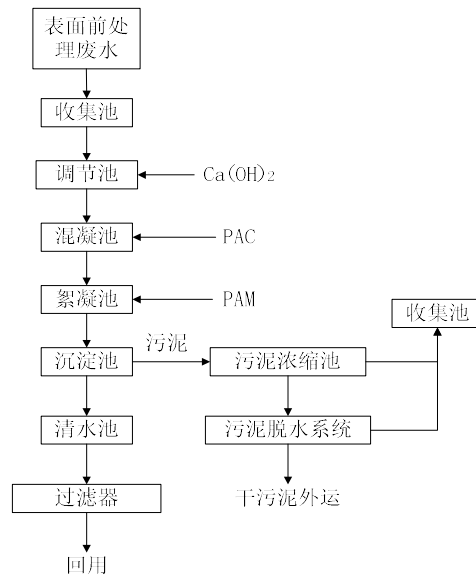 表面前处
理废水
收集池
调节池
Ca(OH)₂
混凝池
PAC
絮凝池
PAM
收集池
沉淀池
污泥
污泥浓缩池
清水池
污泥脱水系统
过滤器
干污泥外运
回用